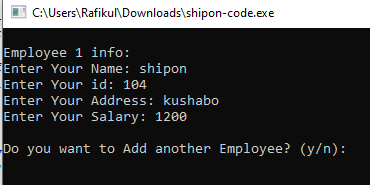 C:\Users\Rafikul\Downloads\shipon-code.exe
Employee 1 info:
Enter Your Name: shipon
Enter Your id: 104
Enter Your Address: kushabo
Enter Your Salary: 1200
Do you want to Add another Employee? (y/n):